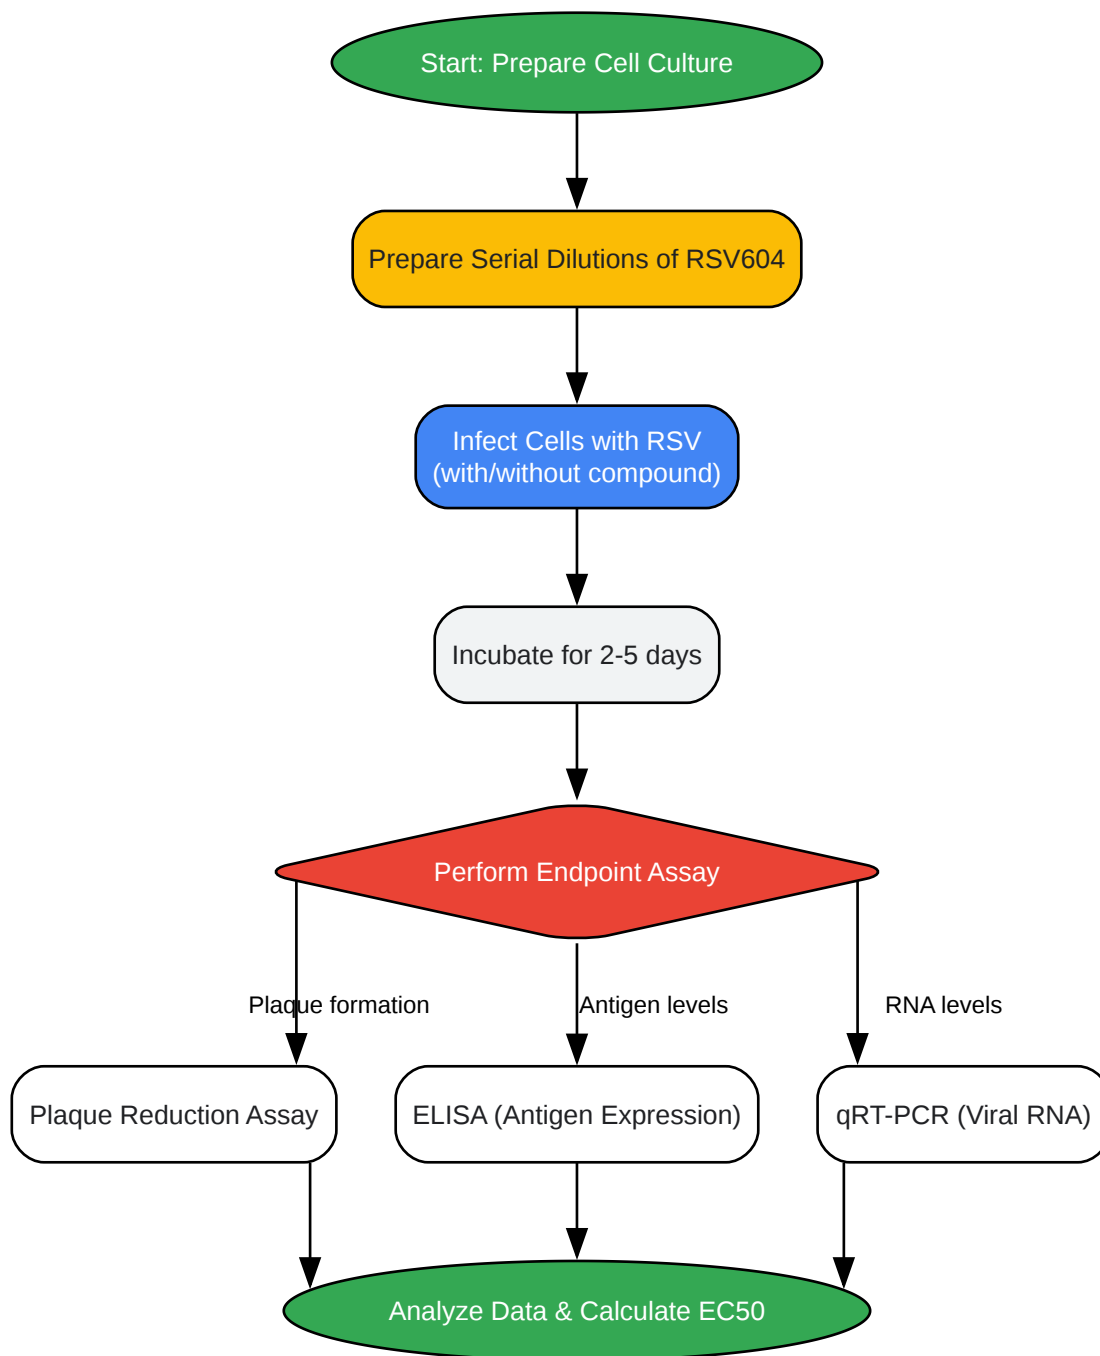 Start: Prepare Cell Culture
Prepare Serial Dilutions of RSV604
Infect Cells with RSV
(with/without compound)
Incubate for 2-5 days
Perform Endpoint Assay
Plaque formation
Antigen levels
RNA levels
Plaque Reduction Assay
ELISA (Antigen Expression)
qRT-PCR (Viral RNA)
Analyze Data & Calculate EC50